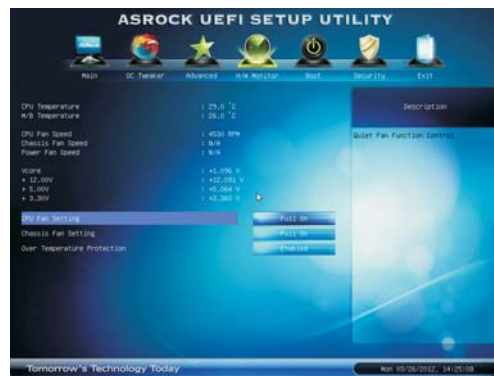 ASROCK UEFI SETUP UTILITY
Main OC Tweaker Advanced H/W Monitor Boot Security Exit
CPU Temperature : 29.0 °C
M/B Temperature : 26.0 °C
CPU Fan Speed : 4530 RPM
Chassis Fan Speed : N/A
Power Fan Speed : N/A
Vcore : +1.096 V
+ 12.00V : +12.091 V
+ 5.00V : +5.064 V
+ 3.30V : +3.360 V
CPU Fan Setting Full On
Chassis Fan Setting Full On
Over Temperature Protection Enabled
Description
Quiet Fan Function Control
Tomorrow's Technology Today
Mon 03/26/2012, 14:25:08